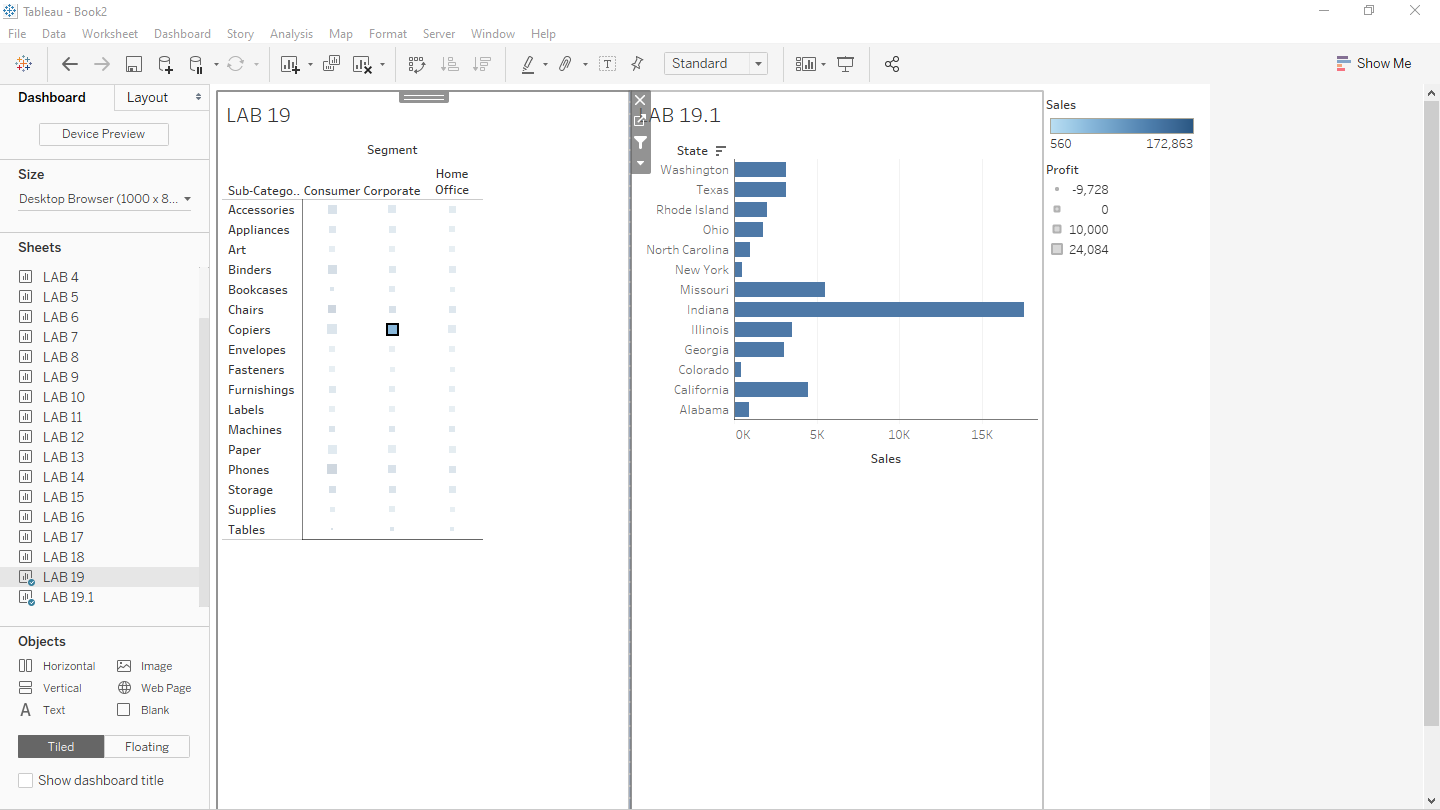 Tableau - Book2
File Data Worksheet Dashboard Story Analysis Map Format Server Window Help
Standard
Show Me
Dashboard Layout
Device Preview
Size
Desktop Browser (1000 x 8...
Sheets
LAB 4
LAB 5
LAB 6
LAB 7
LAB 8
LAB 9
LAB 10
LAB 11
LAB 12
LAB 13
LAB 14
LAB 15
LAB 16
LAB 17
LAB 18
LAB 19
LAB 19.1
Objects
Horizontal Image
Vertical Web Page
A Text Blank
Tiled Floating
Show dashboard title
LAB 19
Segment
Sub-Catego.. Consumer Corporate Home Office
Accessories
Appliances
Art
Binders
Bookcases
Chairs
Copiers
Envelopes
Fasteners
Furnishings
Labels
Machines
Paper
Phones
Storage
Supplies
Tables
LAB 19.1
State
Washington
Texas
Rhode Island
Ohio
North Carolina
New York
Missouri
Indiana
Illinois
Georgia
Colorado
California
Alabama
0K 5K 10K 15K
Sales
Sales
560 172,863
Profit
-9,728
0
10,000
24,084